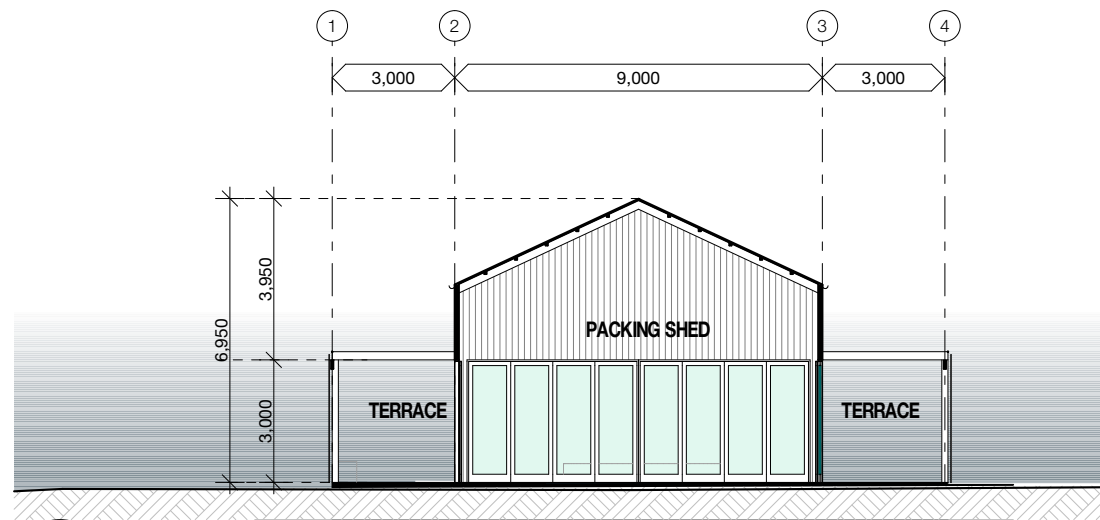 1 2 3 4
3,000 9,000 3,000
3,950
6,950
PACKING SHED
TERRACE TERRACE
3,000